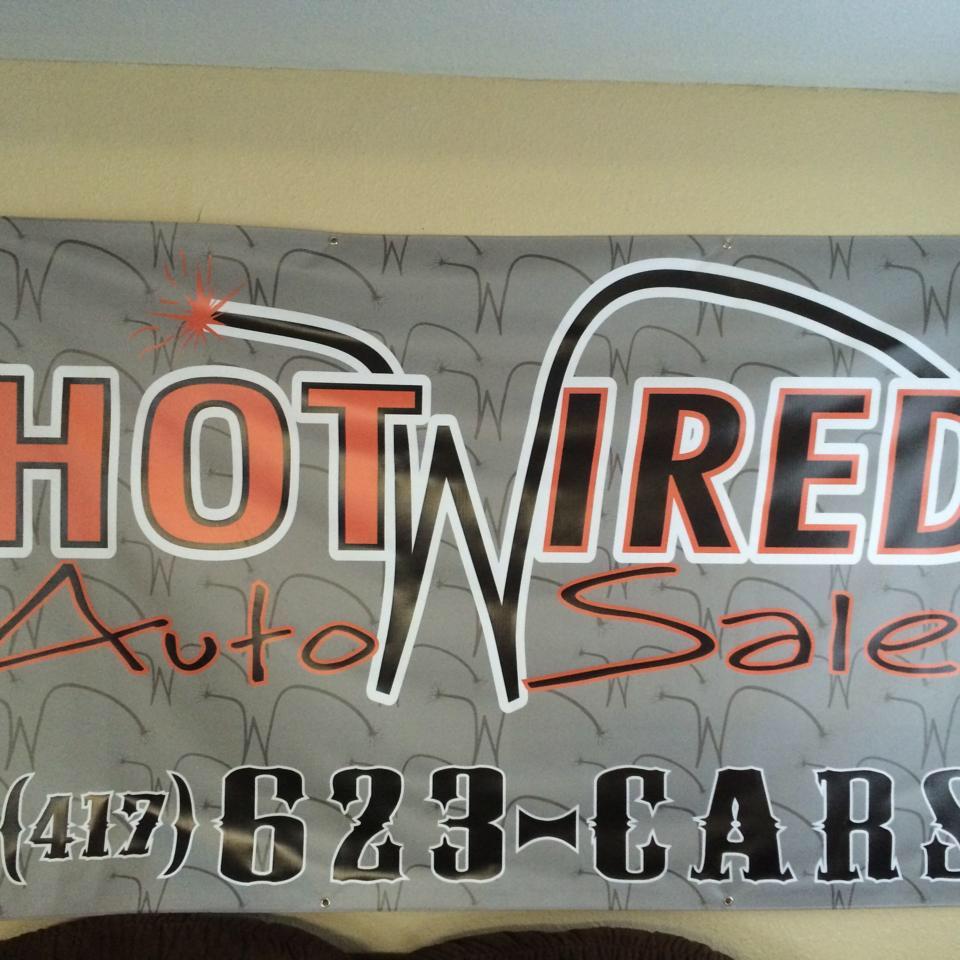 HOTWIRED
Auto Sale
(417) 623-CARS